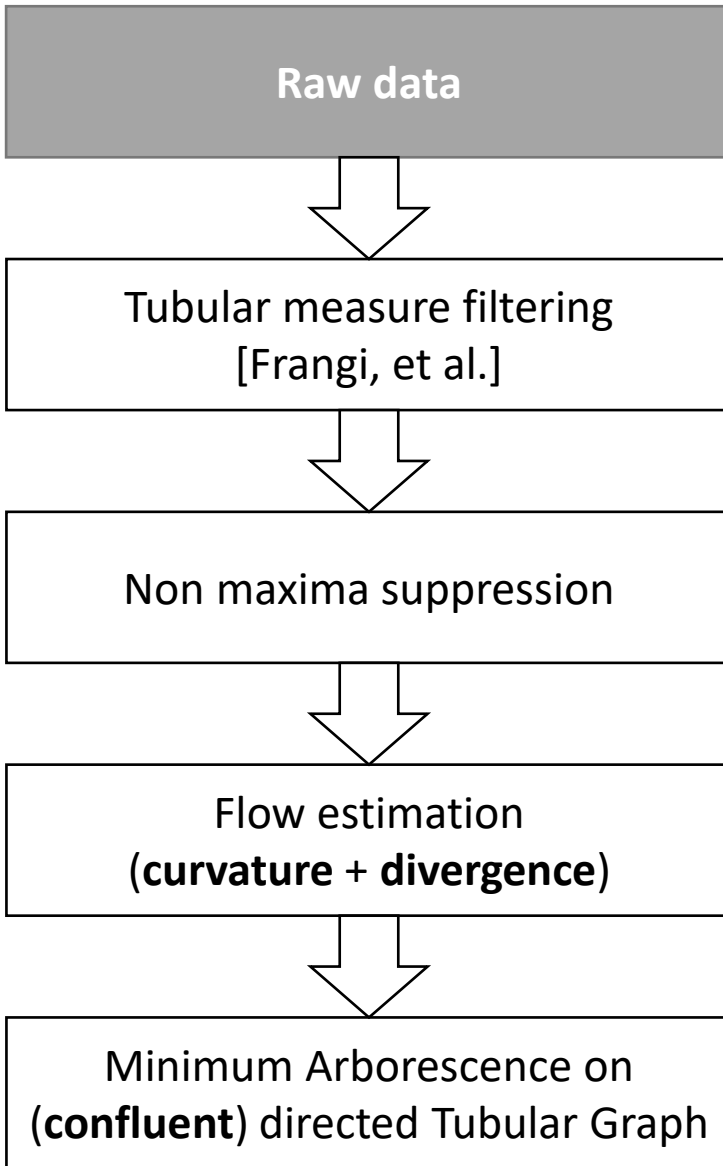 Raw data
Tubular measure filtering
[Frangi, et al.]
Non maxima suppression
Flow estimation
(curvature + divergence)
Minimum Arborescence on
(confluent) directed Tubular Graph